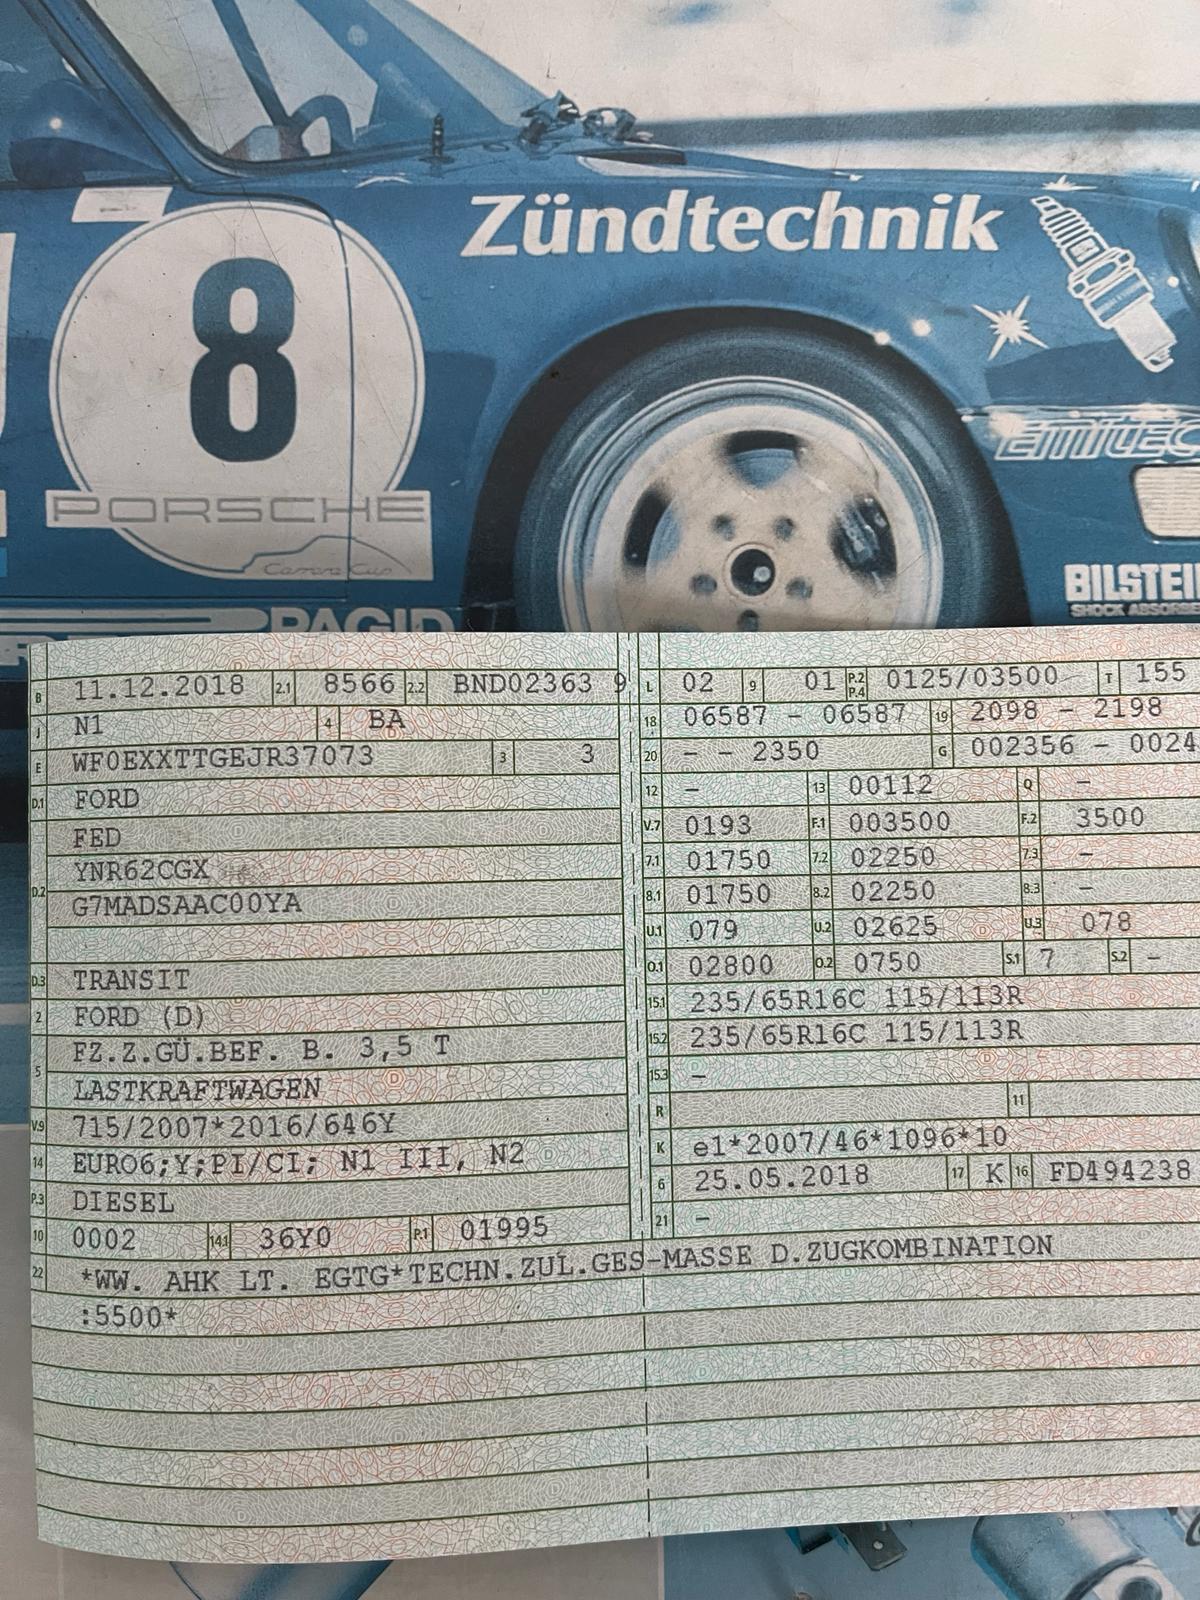 Zündtechnik
8
PORSCHE
Carrera Cup
EMITEC
BILSTEIN
SHOCK ABSORBE
PAGID
B 11.12.2018 2.1 8566 2.2 BND02363 9 L 02 9 01 P.2 P.4 0125/03500 T 155
J N1 4 BA 18 06587 - 06587 19 2098 - 2198
E WF0EXXTTGEJR37073 3 3 20 - - 2350 G 002356 - 0024
D.1 FORD 12 - 13 00112 Q -
FED V.7 0193 F.1 003500 F.2 3500
D.2 YNR62CGX 7.1 01750 7.2 02250 7.3 -
G7MADSAAC00YA 8.1 01750 8.2 02250 8.3 -
U.1 079 U.2 02625 U.3 078
D.3 TRANSIT O.1 02800 O.2 0750 S.1 7 S.2 -
2 FORD (D) 15.1 235/65R16C 115/113R
5 FZ.Z.GÜ.BEF. B. 3,5 T 15.2 235/65R16C 115/113R
LASTKRAFTWAGEN 15.3 -
V.9 715/2007*2016/646Y R 11
14 EURO6;Y;PI/CI; N1 III, N2 K e1*2007/46*1096*10
P.3 DIESEL 6 25.05.2018 17 K 16 FD494238
10 0002 14.1 36Y0 P.1 01995 21 -
22 *WW. AHK LT. EGTG*TECHN.ZUL.GES-MASSE D.ZUGKOMBINATION
:5500*